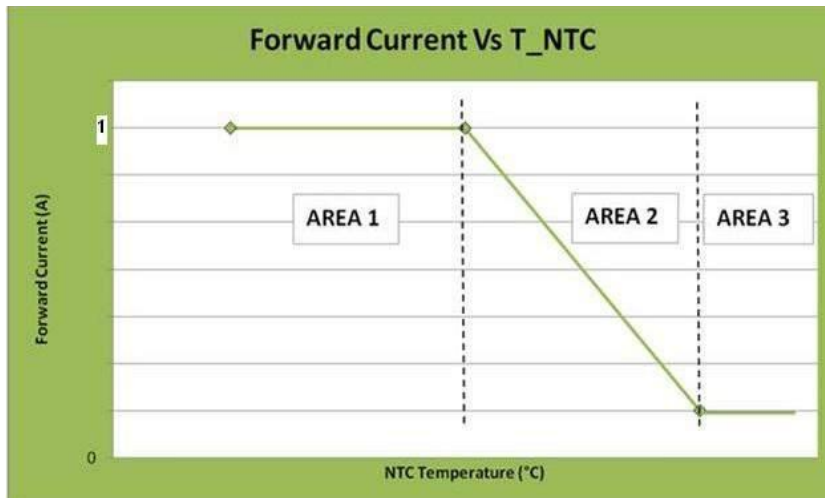 Forward Current Vs T_NTC
1
AREA 1
AREA 2
AREA 3
Forward Current (A)
0
NTC Temperature (°C)